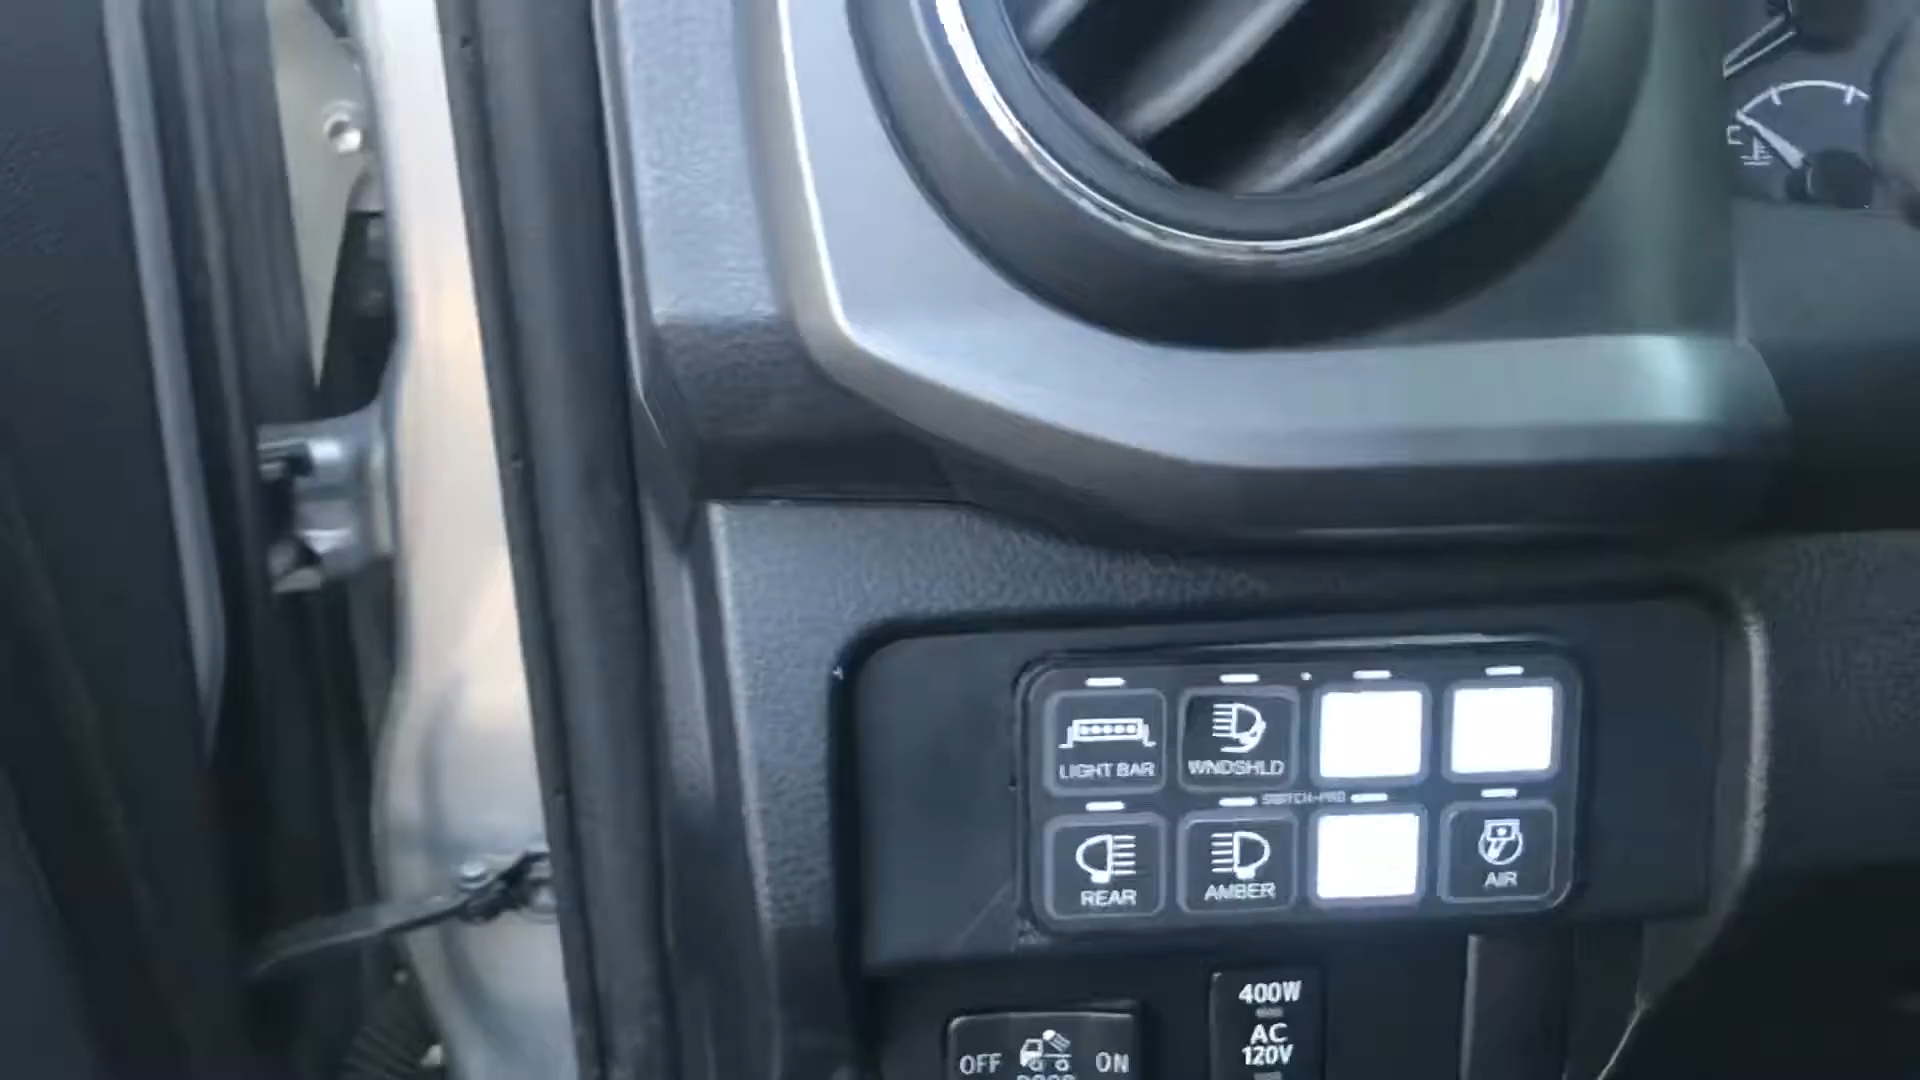 C
LIGHT BAR
WNDSHLD
SWITCH-PRO
REAR
AMBER
AIR
400W
AC
120V
OFF
ON